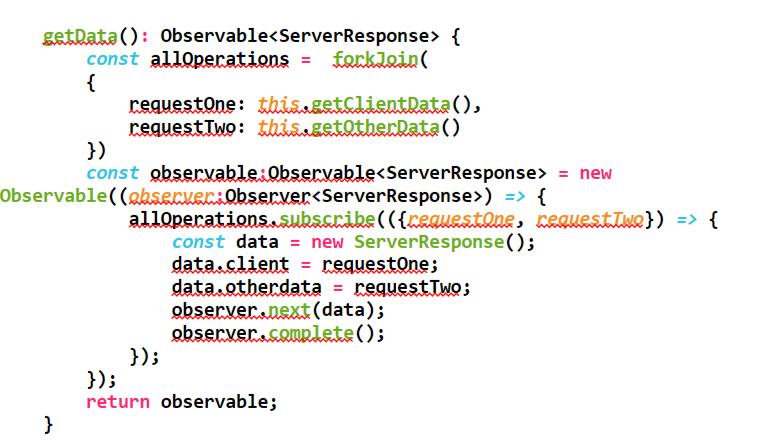 getData(): Observable<ServerResponse> {
const allOperations = forkJoin(
{
requestOne: this.getClientData(),
requestTwo: this.getOtherData()
})
const observable:Observable<ServerResponse> = new
Observable((observer:Observer<ServerResponse>) => {
allOperations.subscribe(({requestOne, requestTwo}) => {
const data = new ServerResponse();
data.client = requestOne;
data.otherdata = requestTwo;
observer.next(data);
observer.complete();
});
});
return observable;
}